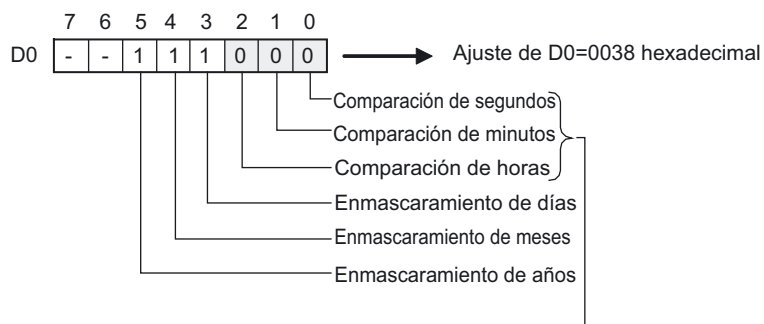 7 6 5 4 3 2 1 0
D0 - - 1 1 1 0 0 0 Ajuste de D0=0038 hexadecimal
Comparación de segundos
Comparación de minutos
Comparación de horas
Enmascaramiento de días
Enmascaramiento de meses
Enmascaramiento de años